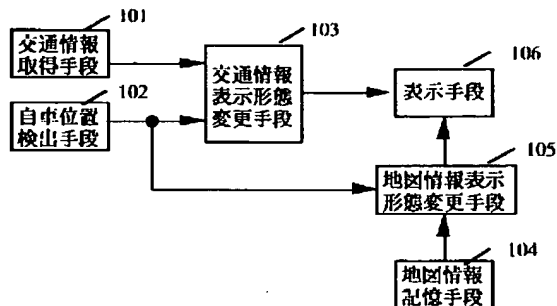 101
交通情報
取得手段
102
自車位置
検出手段
103
交通情報
表示形態
変更手段
106
表示手段
105
地図情報表示
形態変更手段
104
地図情報
記憶手段